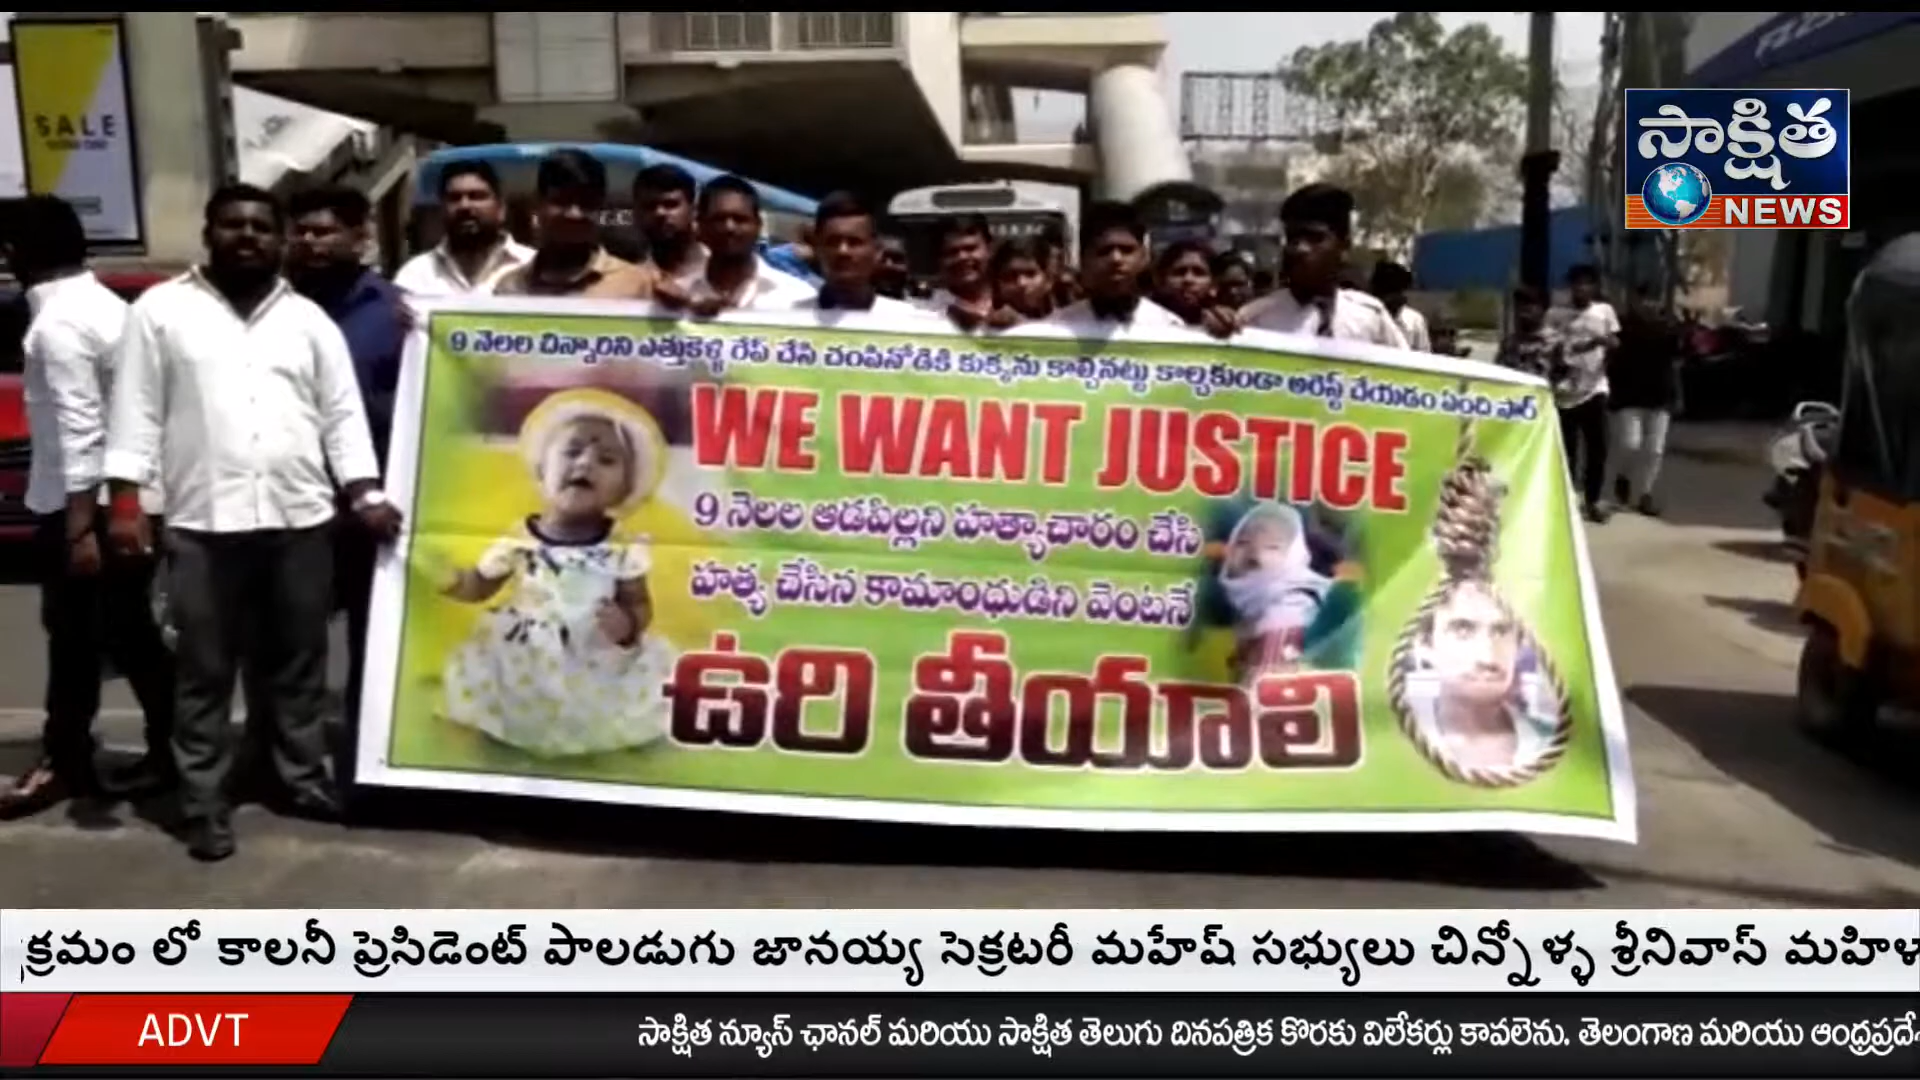 SALE
సాక్షిత
NEWS
9 నెలల చిన్నారిని ఎత్తుకెళ్ళి రేప్ చేసి చంపినోడికి కుక్కను కాల్చినట్టు కాల్చకుండా అరెస్ట్ చేయడం ఏంది సార్
WE WANT JUSTICE
9 నెలల ఆడపిల్లని హత్యాచారం చేసి
హత్య చేసిన కామాంధుడిని వెంటనే
ఉరి తీయాలి
క్రమం లో కాలనీ ప్రెసిడెంట్ పాలడుగు జానయ్య సెక్రటరీ మహేష్ సభ్యులు చిన్నోళ్ళ శ్రీనివాస్ మహిళ
ADVT
సాక్షిత న్యూస్ ఛానల్ మరియు సాక్షిత తెలుగు దినపత్రిక కొరకు విలేకర్లు కావలెను. తెలంగాణ మరియు ఆంధ్రప్రదే